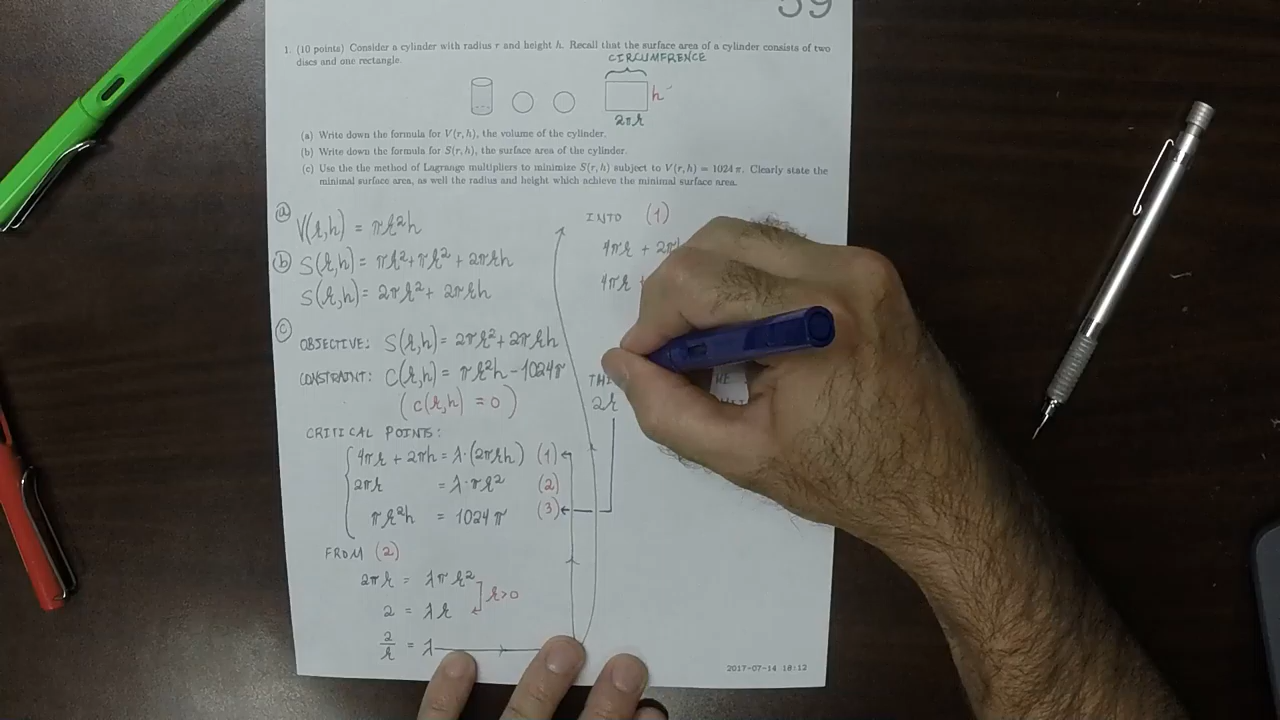 59
1. (10 points) Consider a cylinder with radius r and height h. Recall that the surface area of a cylinder consists of two
discs and one rectangle.
CIRCUMFRENCE
h
2πr
(a) Write down the formula for V(r, h), the volume of the cylinder.
(b) Write down the formula for S(r, h), the surface area of the cylinder.
(c) Use the the method of Lagrange multipliers to minimize S(r, h) subject to V(r, h) = 1024 π. Clearly state the
minimal surface area, as well the radius and height which achieve the minimal surface area.
(a) V(r,h) = πr²h
(b) S(r,h) = πr²+πr² + 2πrh
S(r,h) = 2πr² + 2πrh
(c) OBJECTIVE: S(r,h) = 2πr² + 2πrh
CONSTRAINT: C(r,h) = πr²h - 1024π
(C(r,h) = 0)
CRITICAL POINTS:
4πr + 2πh = λ·(2πrh) (1)
2πr = λ·πr² (2)
πr²h = 1024π (3)
FROM (2)
2πr = λπr²
r>0
2 = λr
2/r = λ
INTO (1)
4πr + 2πh
4πr
2r
2017-07-14 18:12